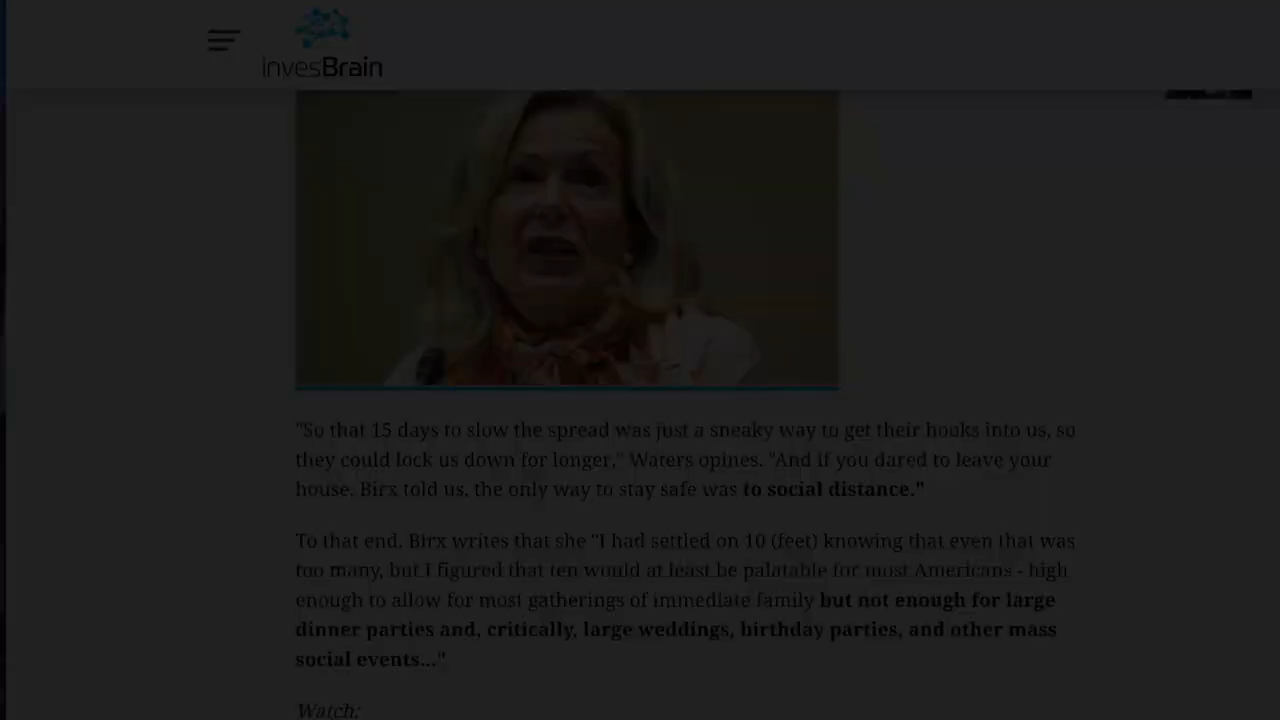 invesBrain
"So that 15 days to slow the spread was just a sneaky way to get their hooks into us, so
they could lock us down for longer," Waters opines. "And if you dared to leave your
house, Birx told us, the only way to stay safe was to social distance."
To that end, Birx writes that she "I had settled on 10 (feet) knowing that even that was
too many, but I figured that ten would at least be palatable for most Americans - high
enough to allow for most gatherings of immediate family but not enough for large
dinner parties and, critically, large weddings, birthday parties, and other mass
social events..."
Watch: